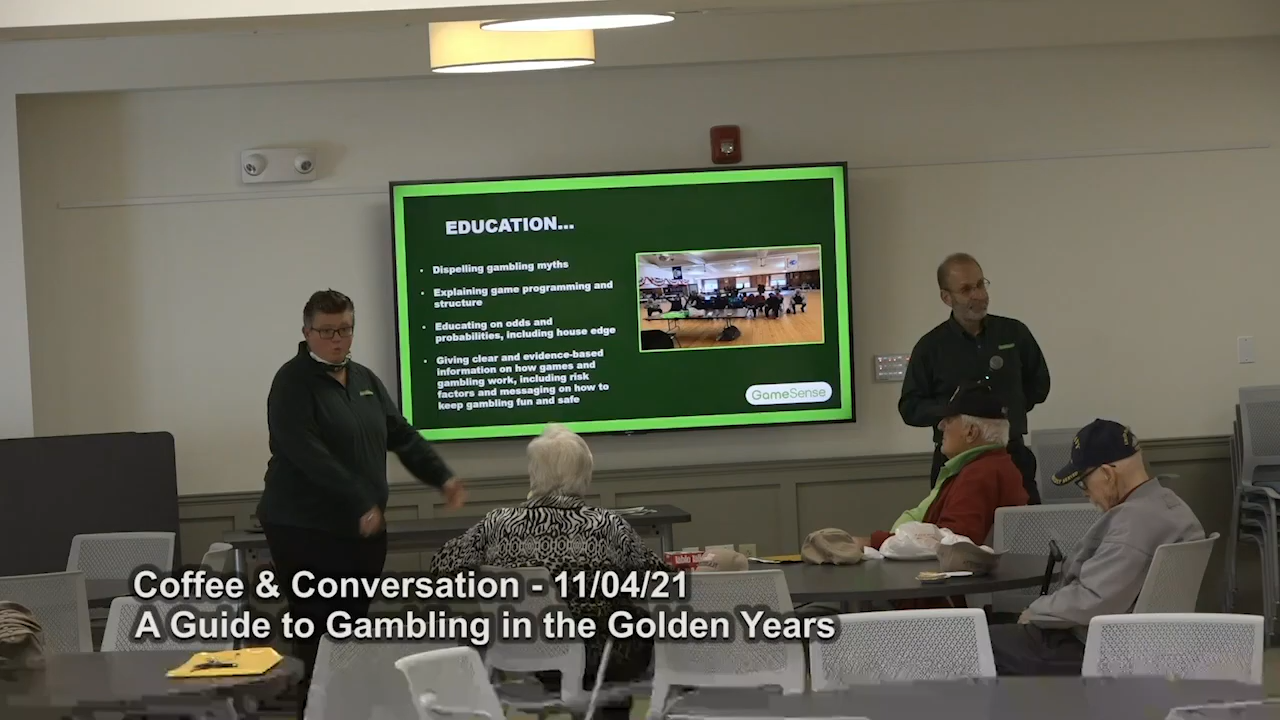 EDUCATION...
• Dispelling gambling myths
• Explaining game programming and
structure
• Educating on odds and
probabilities, including house edge
• Giving clear and evidence-based
information on how games and
gambling work, including risk
factors and messaging on how to
keep gambling fun and safe
GameSense
Coffee & Conversation - 11/04/21
A Guide to Gambling in the Golden Years